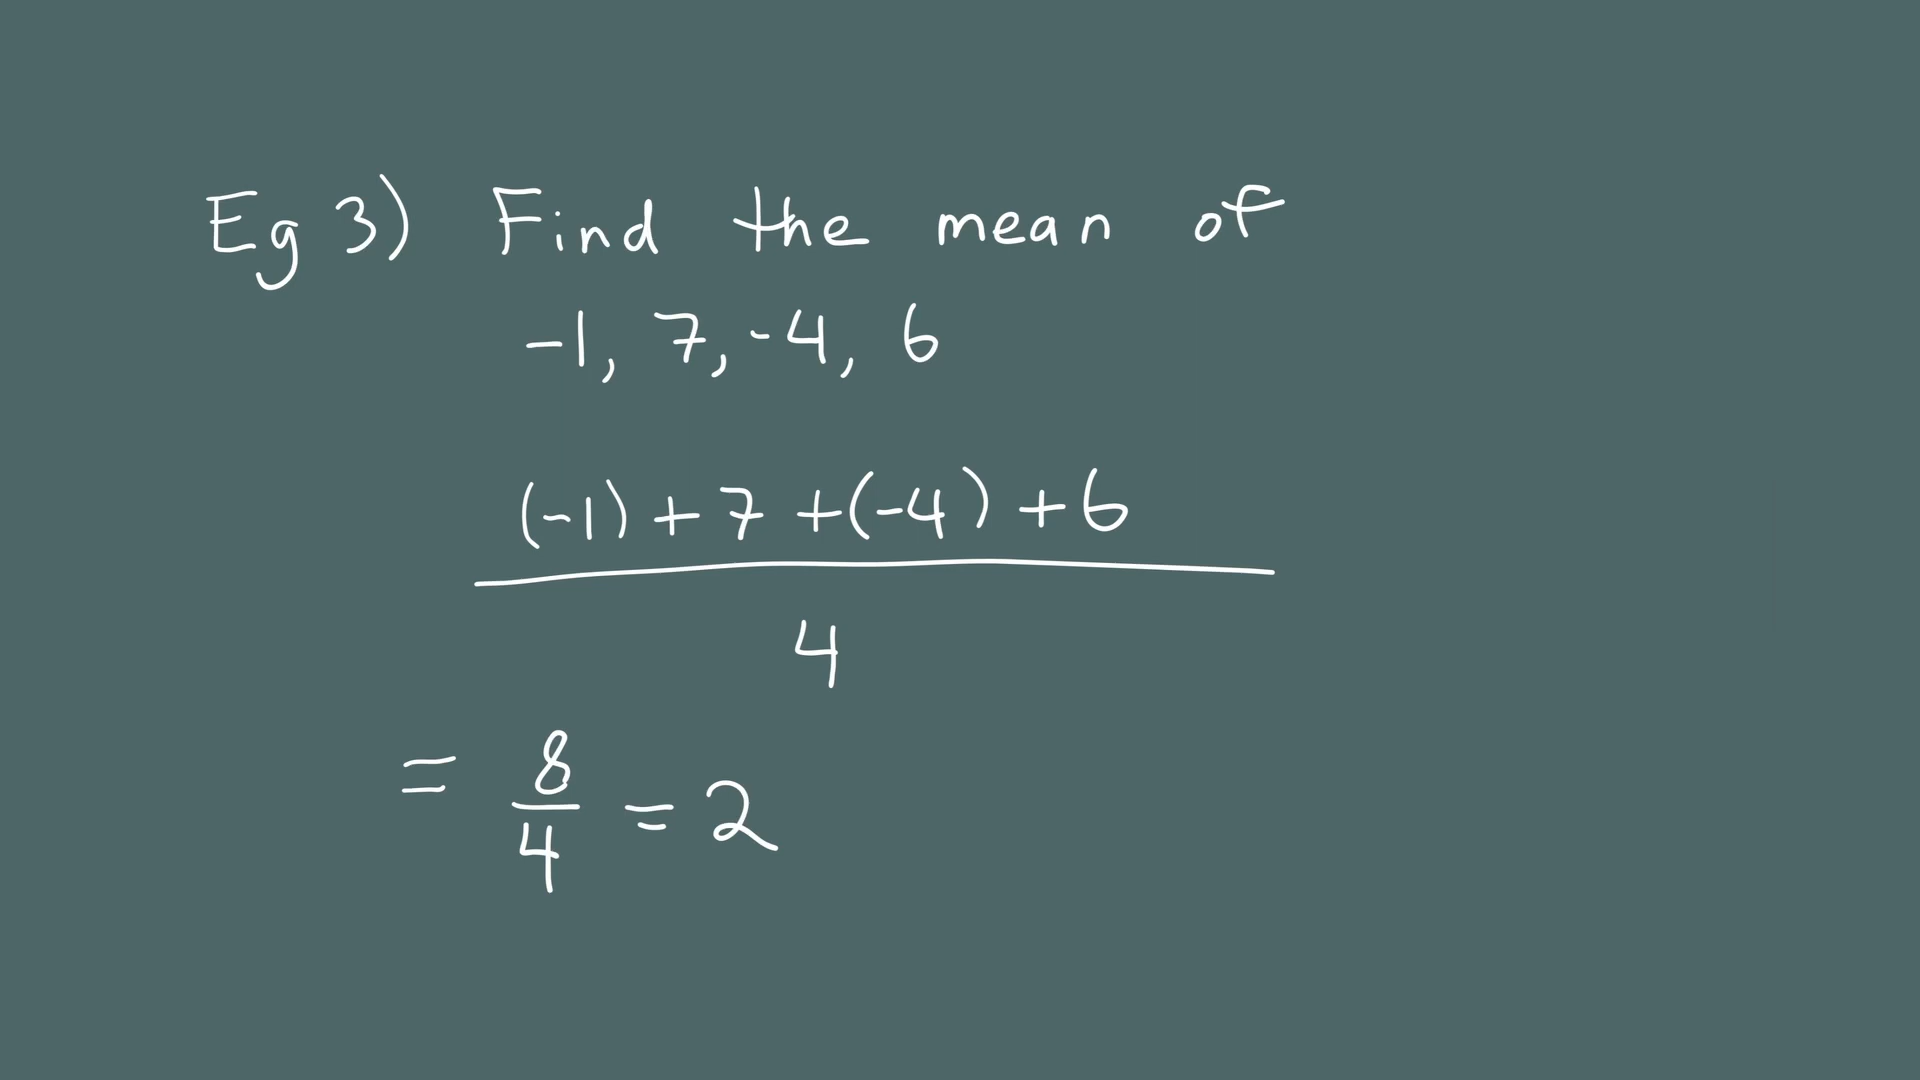 Eg 3) Find the mean of
-1, 7, -4, 6
(-1) + 7 + (-4) + 6
4
= 8/4 = 2